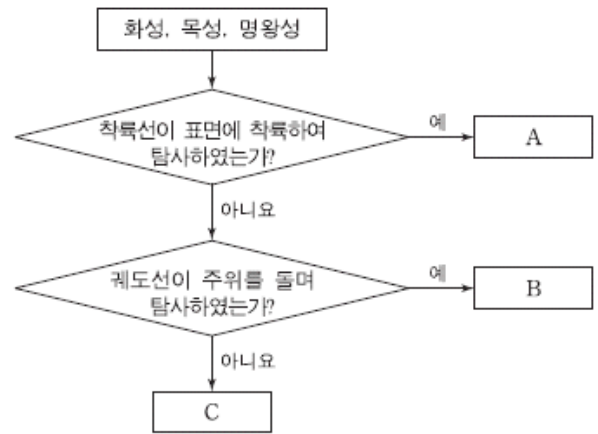 화성, 목성, 명왕성
착륙선이 표면에 착륙하여
탐사하였는가?
예
A
아니요
궤도선이 주위를 돌며
탐사하였는가?
예
B
아니요
C